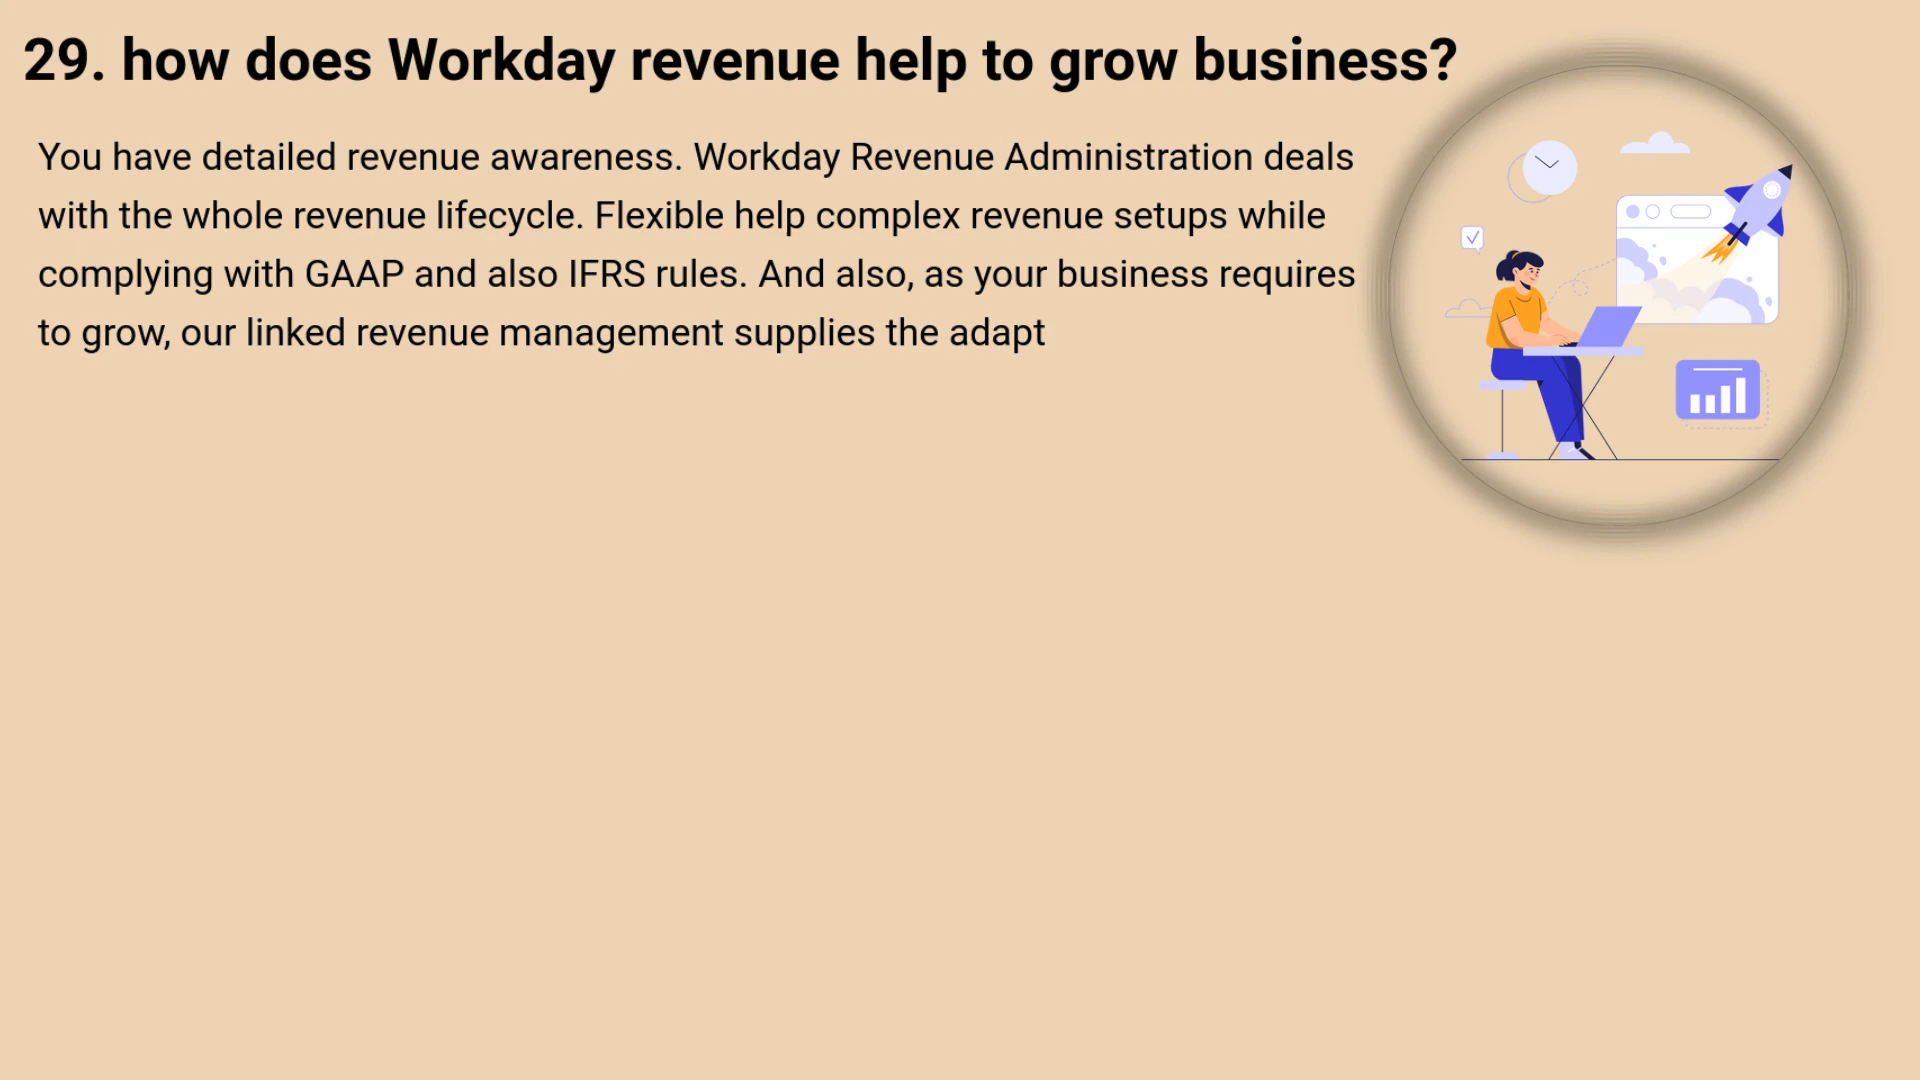 29. how does Workday revenue help to grow business?
You have detailed revenue awareness. Workday Revenue Administration deals
with the whole revenue lifecycle. Flexible help complex revenue setups while
complying with GAAP and also IFRS rules. And also, as your business requires
to grow, our linked revenue management supplies the adapt